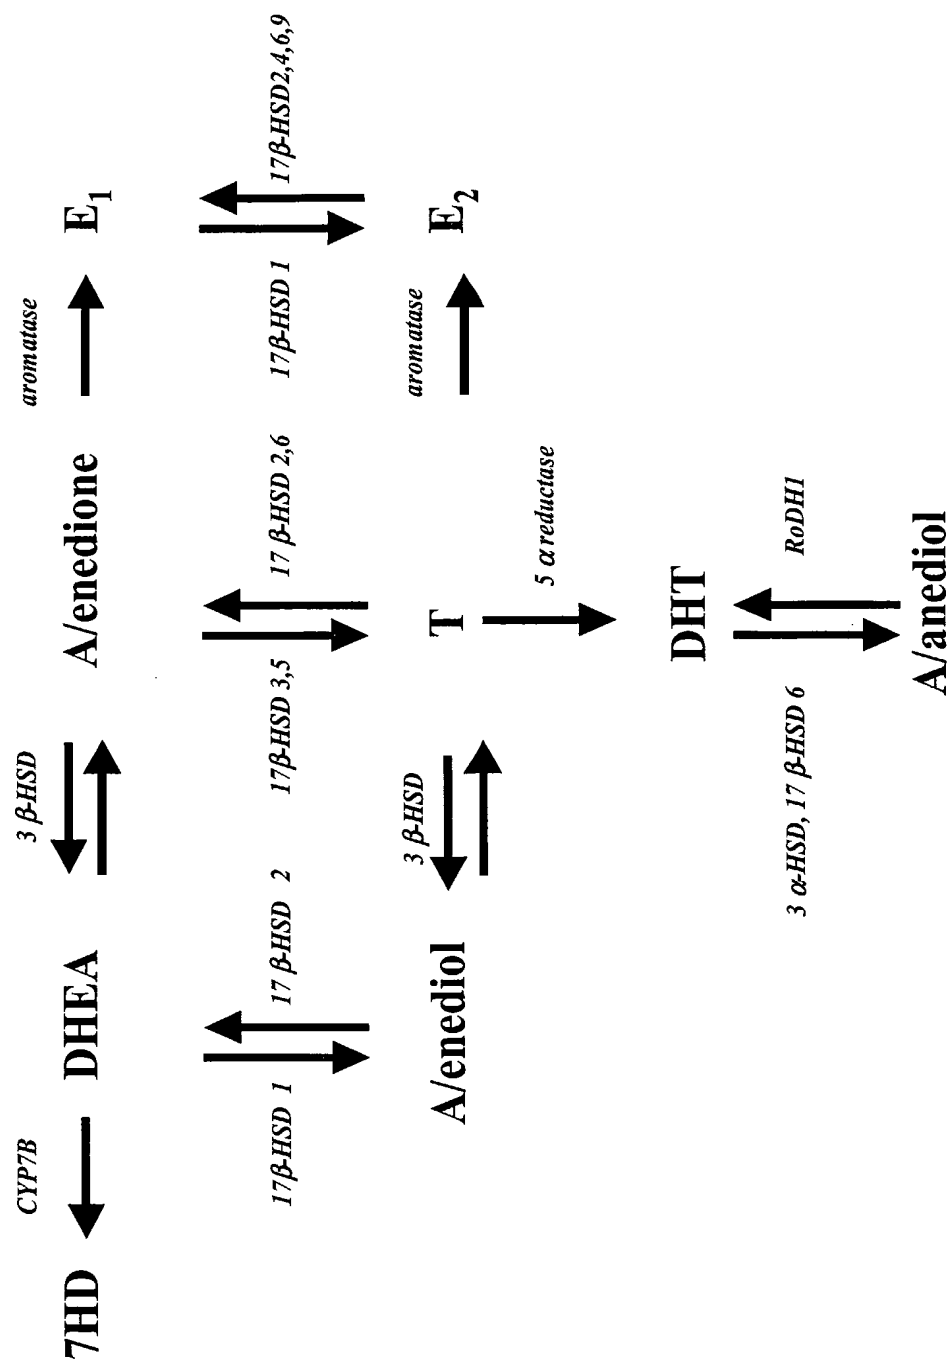 CYP7B
3 β-HSD
aromatase
7HD
DHEA
A/enedione
E1
17β-HSD 1
17 β-HSD 2
17β-HSD 3,5
17 β-HSD 2,6
17β-HSD 1
17β-HSD2,4,6,9
3 β-HSD
aromatase
A/enediol
T
E2
5 α reductase
DHT
3 α-HSD, 17 β-HSD 6
RoDH1
A/anediol